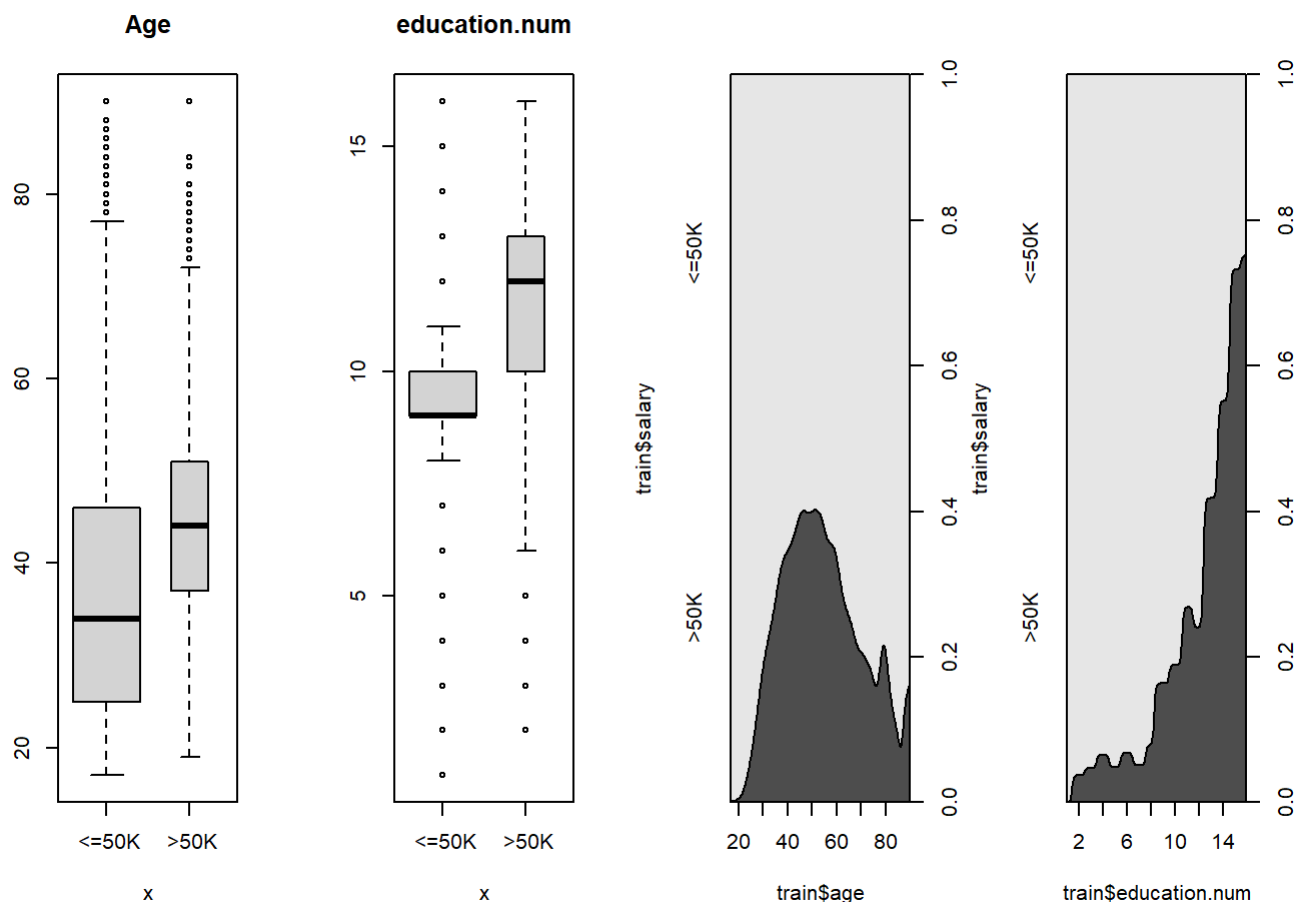 Age
80
60
40
20
<=50K >50K
x
education.num
15
10
5
<=50K >50K
x
train$salary
<=50K
>50K
1.0
0.8
0.6
0.4
0.2
0.0
20 40 60 80
train$age
train$salary
<=50K
>50K
1.0
0.8
0.6
0.4
0.2
0.0
2 6 10 14
train$education.num